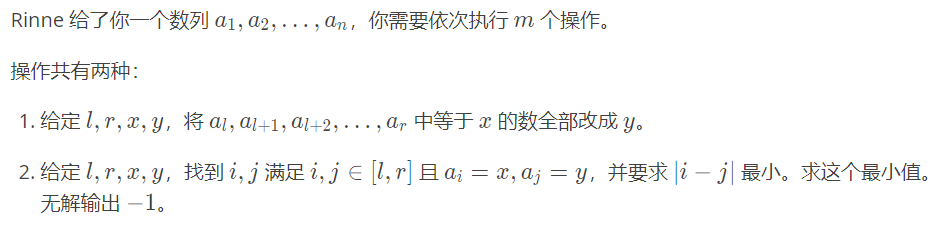 Rinne 给了你一个数列 $a_1, a_2, \ldots, a_n$，你需要依次执行 $m$ 个操作。
操作共有两种：
1. 给定 $l, r, x, y$，将 $a_l, a_{l+1}, a_{l+2}, \ldots, a_r$ 中等于 $x$ 的数全部改成 $y$。
2. 给定 $l, r, x, y$，找到 $i, j$ 满足 $i, j \in [l, r]$ 且 $a_i = x, a_j = y$，并要求 $|i - j|$ 最小。求这个最小值。
无解输出 $-1$。